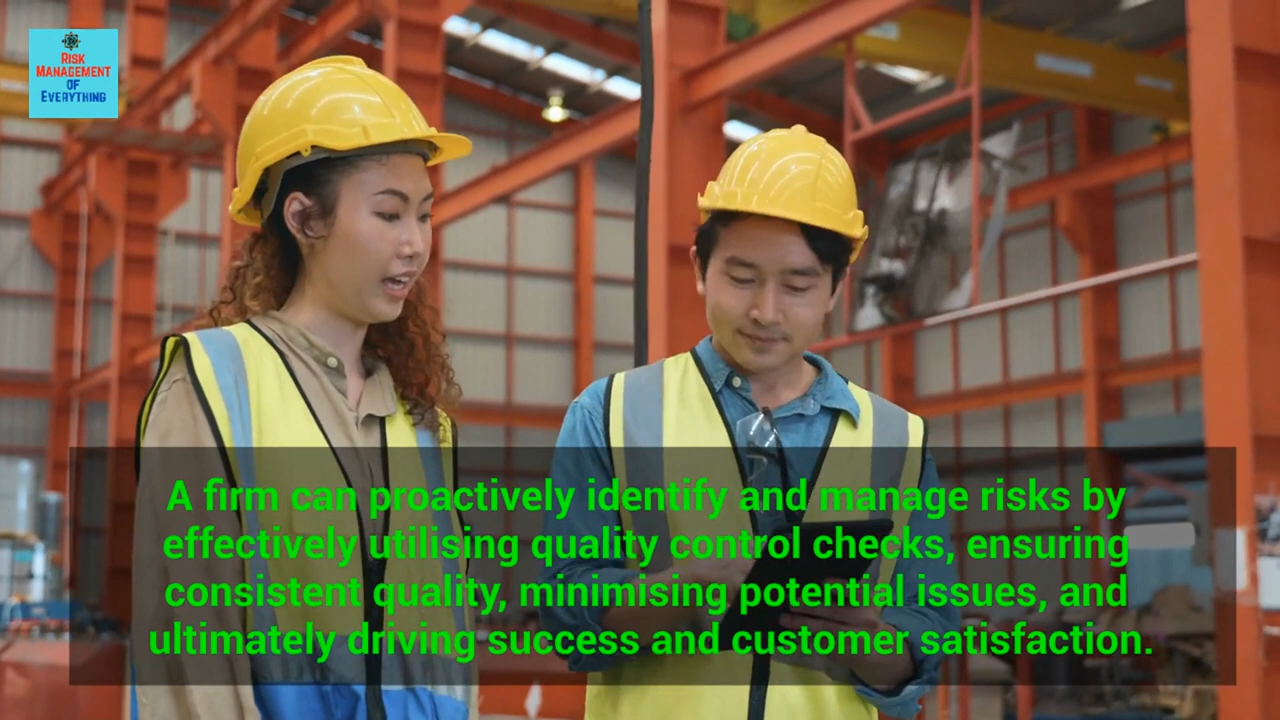 RISK
MANAGEMENT
OF
EVERYTHING
A firm can proactively identify and manage risks by
effectively utilising quality control checks, ensuring
consistent quality, minimising potential issues, and
ultimately driving success and customer satisfaction.